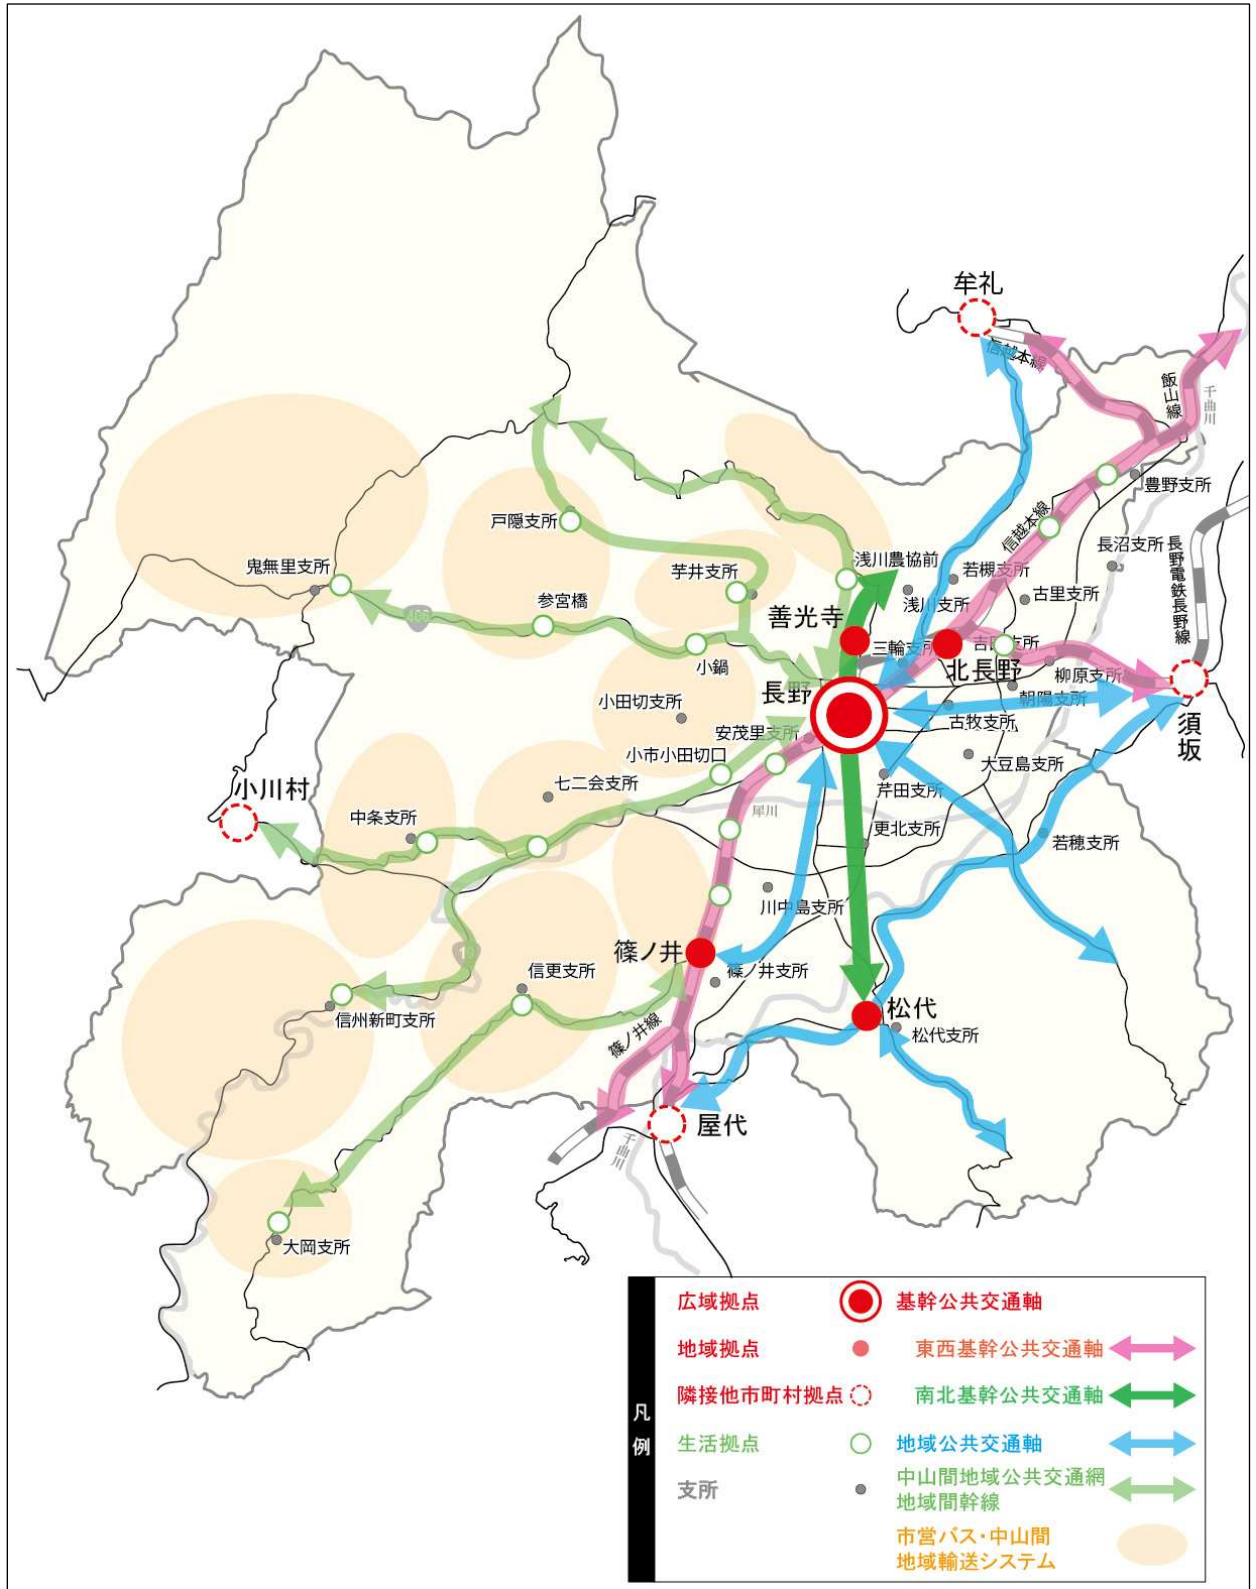 牟礼
信越本線
飯山線
千曲川
豊野支所
戸隠支所
信越本線
長沼支所
長野電鉄長野線
浅川農協前
若槻支所
鬼無里支所
芋井支所
浅川支所
古里支所
406
参宮橋
善光寺
三輪支所
吉田支所
小鍋
北長野
柳原支所
長野
朝陽支所
小田切支所
古牧支所
須坂
安茂里支所
小市小田切口
大豆島支所
七二会支所
芹田支所
小川村
中条支所
犀川
更北支所
若穂支所
川中島支所
篠ノ井
19
信更支所
篠ノ井支所
信州新町支所
松代
松代支所
篠ノ井線
屋代
千曲川
大岡支所
凡例
広域拠点
基幹公共交通軸
地域拠点
東西基幹公共交通軸
隣接他市町村拠点
南北基幹公共交通軸
生活拠点
地域公共交通軸
支所
中山間地域公共交通網
地域間幹線
市営バス・中山間
地域輸送システム